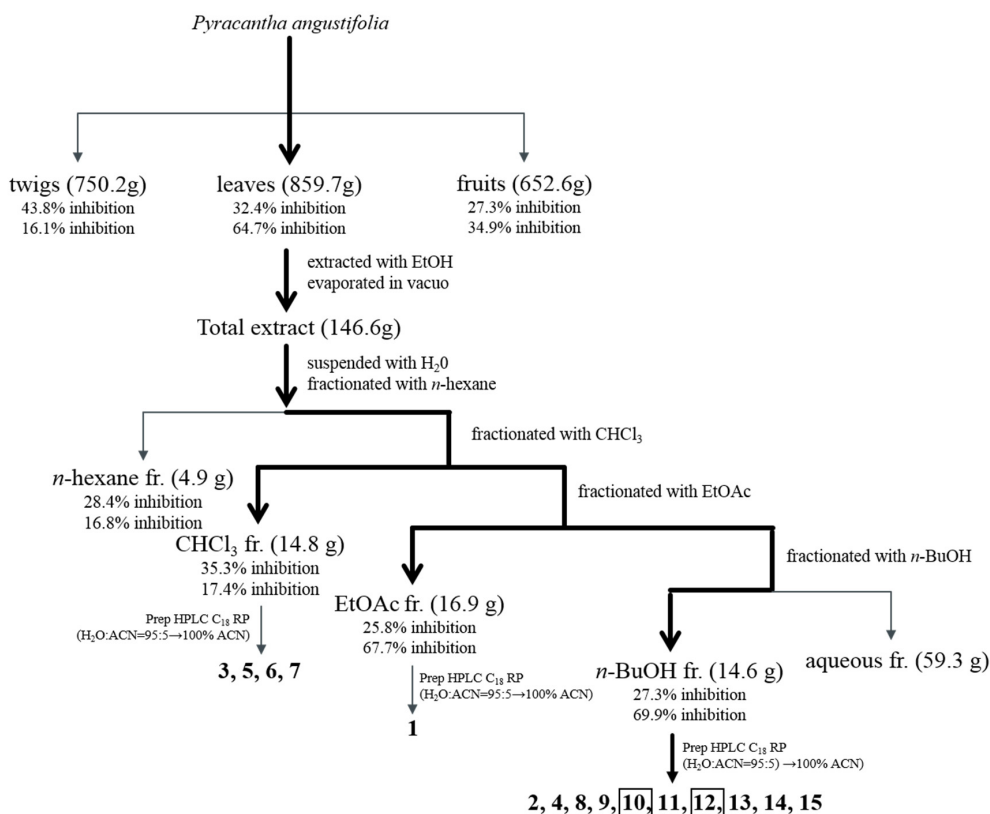 Pyracantha angustifolia
twigs (750.2g)
43.8% inhibition
16.1% inhibition
leaves (859.7g)
32.4% inhibition
64.7% inhibition
fruits (652.6g)
27.3% inhibition
34.9% inhibition
extracted with EtOH
evaporated in vacuo
Total extract (146.6g)
suspended with H₂0
fractionated with n-hexane
fractionated with CHCl₃
n-hexane fr. (4.9 g)
28.4% inhibition
16.8% inhibition
fractionated with EtOAc
CHCl₃ fr. (14.8 g)
35.3% inhibition
17.4% inhibition
fractionated with n-BuOH
EtOAc fr. (16.9 g)
25.8% inhibition
67.7% inhibition
Prep HPLC C₁₈ RP
(H₂O:ACN=95:5→100% ACN)
3, 5, 6, 7
n-BuOH fr. (14.6 g)
27.3% inhibition
69.9% inhibition
aqueous fr. (59.3 g)
Prep HPLC C₁₈ RP
(H₂O:ACN=95:5→100% ACN)
1
Prep HPLC C₁₈ RP
(H₂O:ACN=95:5) →100% ACN)
2, 4, 8, 9, 10, 11, 12, 13, 14, 15